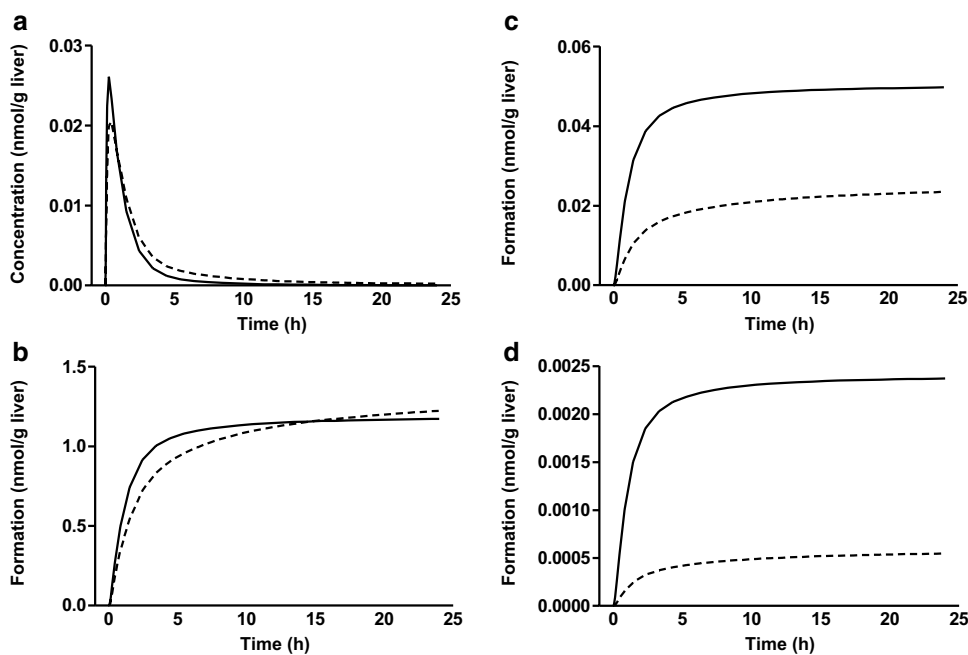 a
Concentration (nmol/g liver)
0.03
0.02
0.01
0.00
0 5 10 15 20 25
Time (h)
b
Formation (nmol/g liver)
1.5
1.0
0.5
0.0
0 5 10 15 20 25
Time (h)
c
Formation (nmol/g liver)
0.06
0.04
0.02
0.00
0 5 10 15 20 25
Time (h)
d
Formation (nmol/g liver)
0.0025
0.0020
0.0015
0.0010
0.0005
0.0000
0 5 10 15 20 25
Time (h)